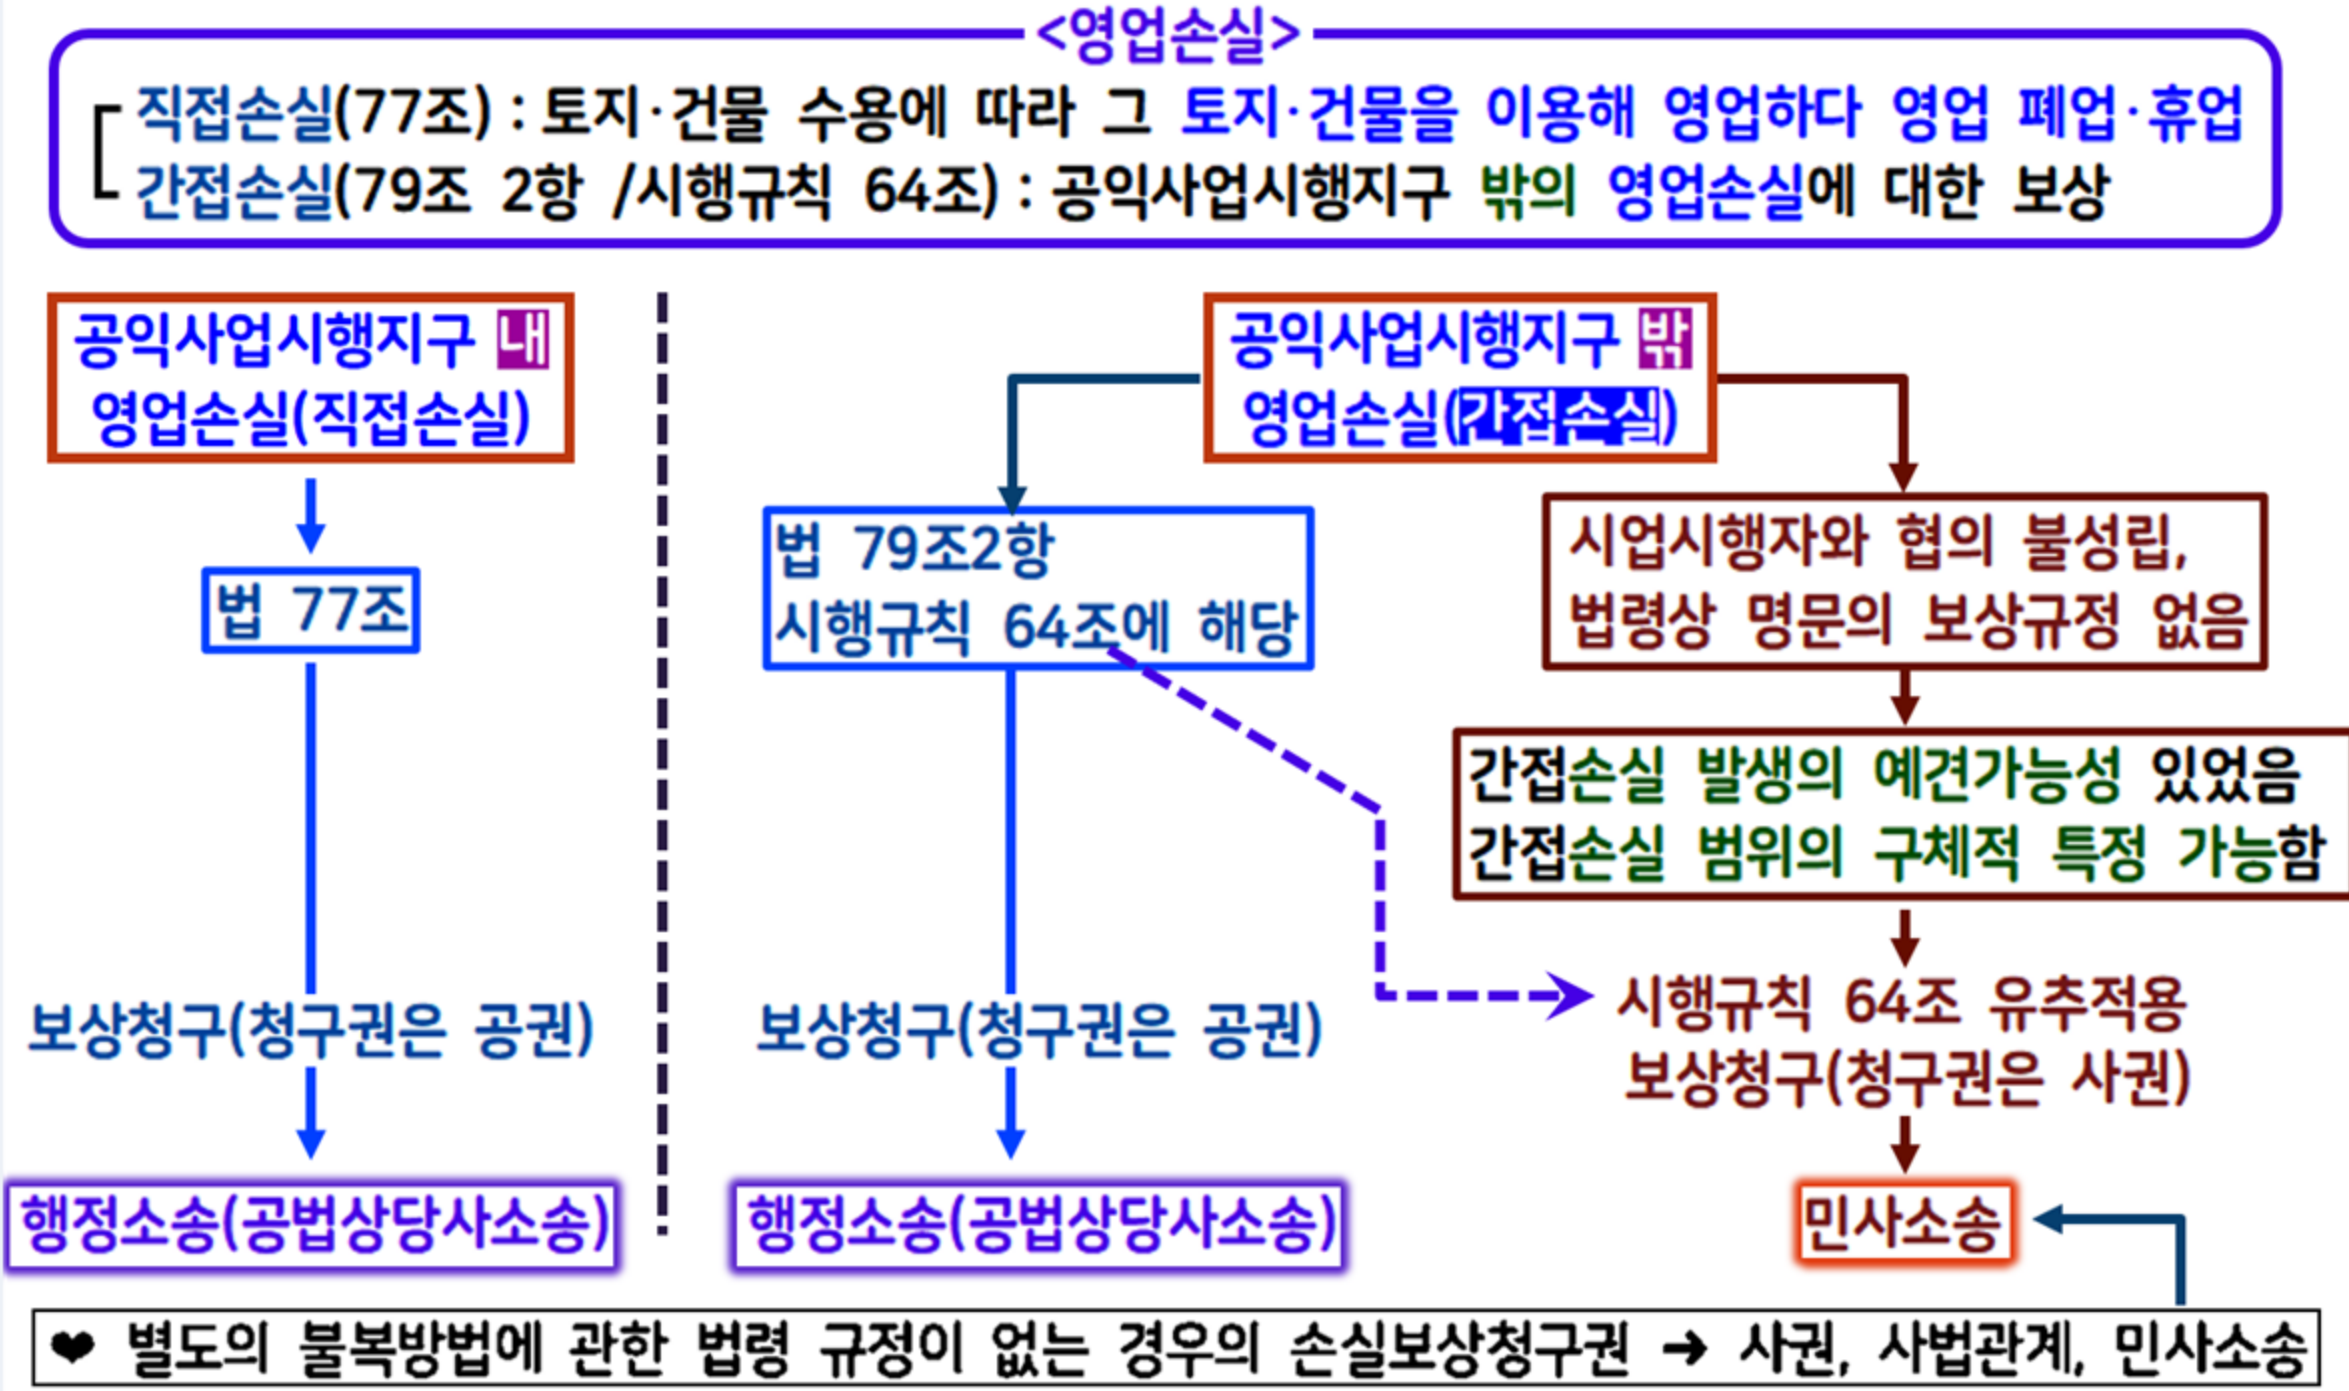 <영업손실>
직접손실(77조) : 토지·건물 수용에 따라 그 토지·건물을 이용해 영업하다 영업 폐업·휴업
간접손실(79조 2항 /시행규칙 64조) : 공익사업시행지구 밖의 영업손실에 대한 보상
공익사업시행지구 내
영업손실(직접손실)
법 77조
보상청구(청구권은 공권)
행정소송(공법상당사소송)
공익사업시행지구 밖
영업손실(간접손실)
법 79조2항
시행규칙 64조에 해당
보상청구(청구권은 공권)
행정소송(공법상당사소송)
시업시행자와 협의 불성립,
법령상 명문의 보상규정 없음
간접손실 발생의 예견가능성 있었음
간접손실 범위의 구체적 특정 가능함
시행규칙 64조 유추적용
보상청구(청구권은 사권)
민사소송
❤ 별도의 불복방법에 관한 법령 규정이 없는 경우의 손실보상청구권 ➜ 사권, 사법관계, 민사소송